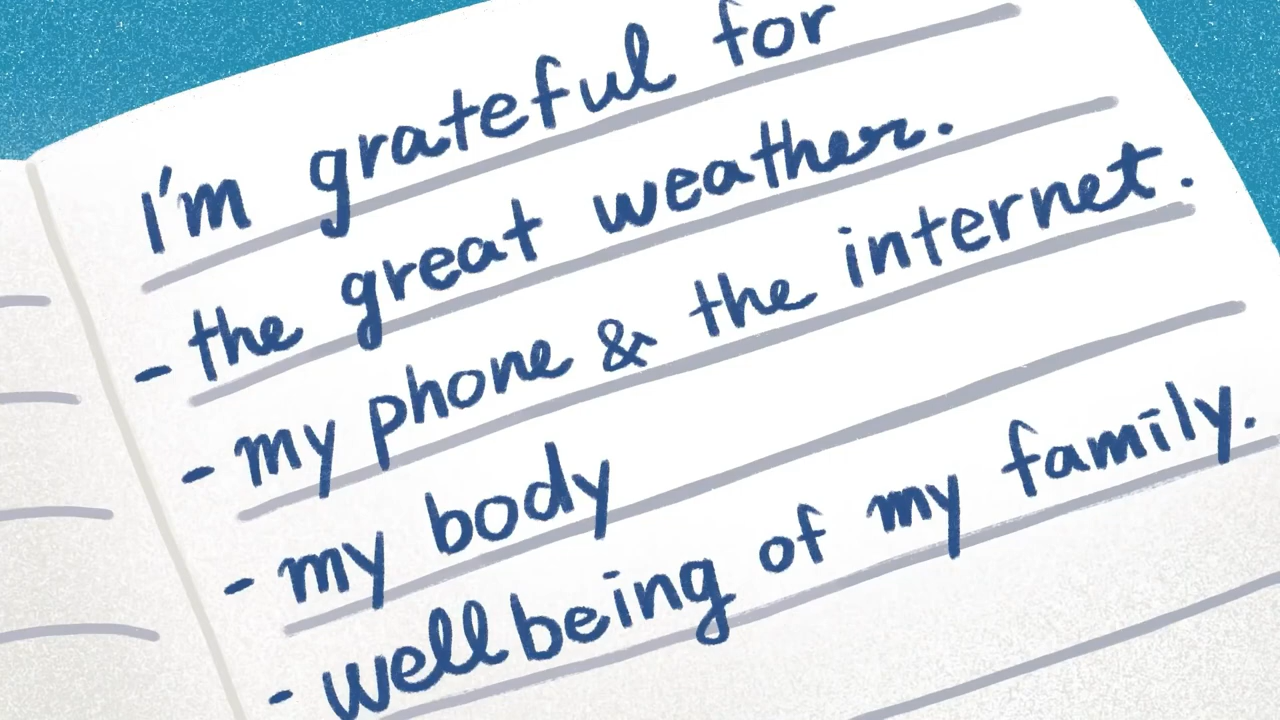 I'm grateful for
- the great weather.
- my phone & the internet.
- my body
- wellbeing of my family.